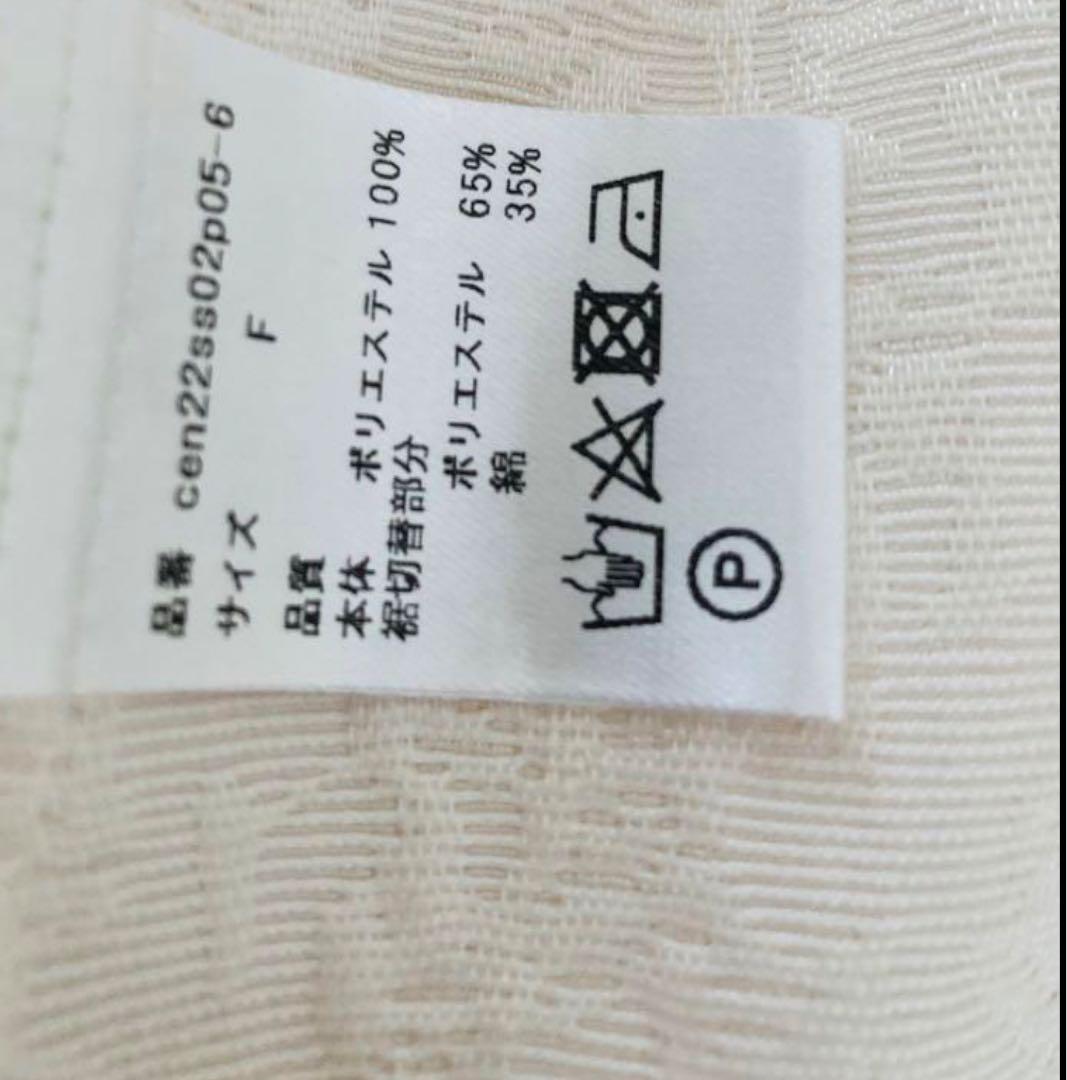 品番 cen22ss02p05-6
サイズ F
品質
本体 ポリエステル 100%
裾切替部分
ポリエステル 65%
綿 35%
P